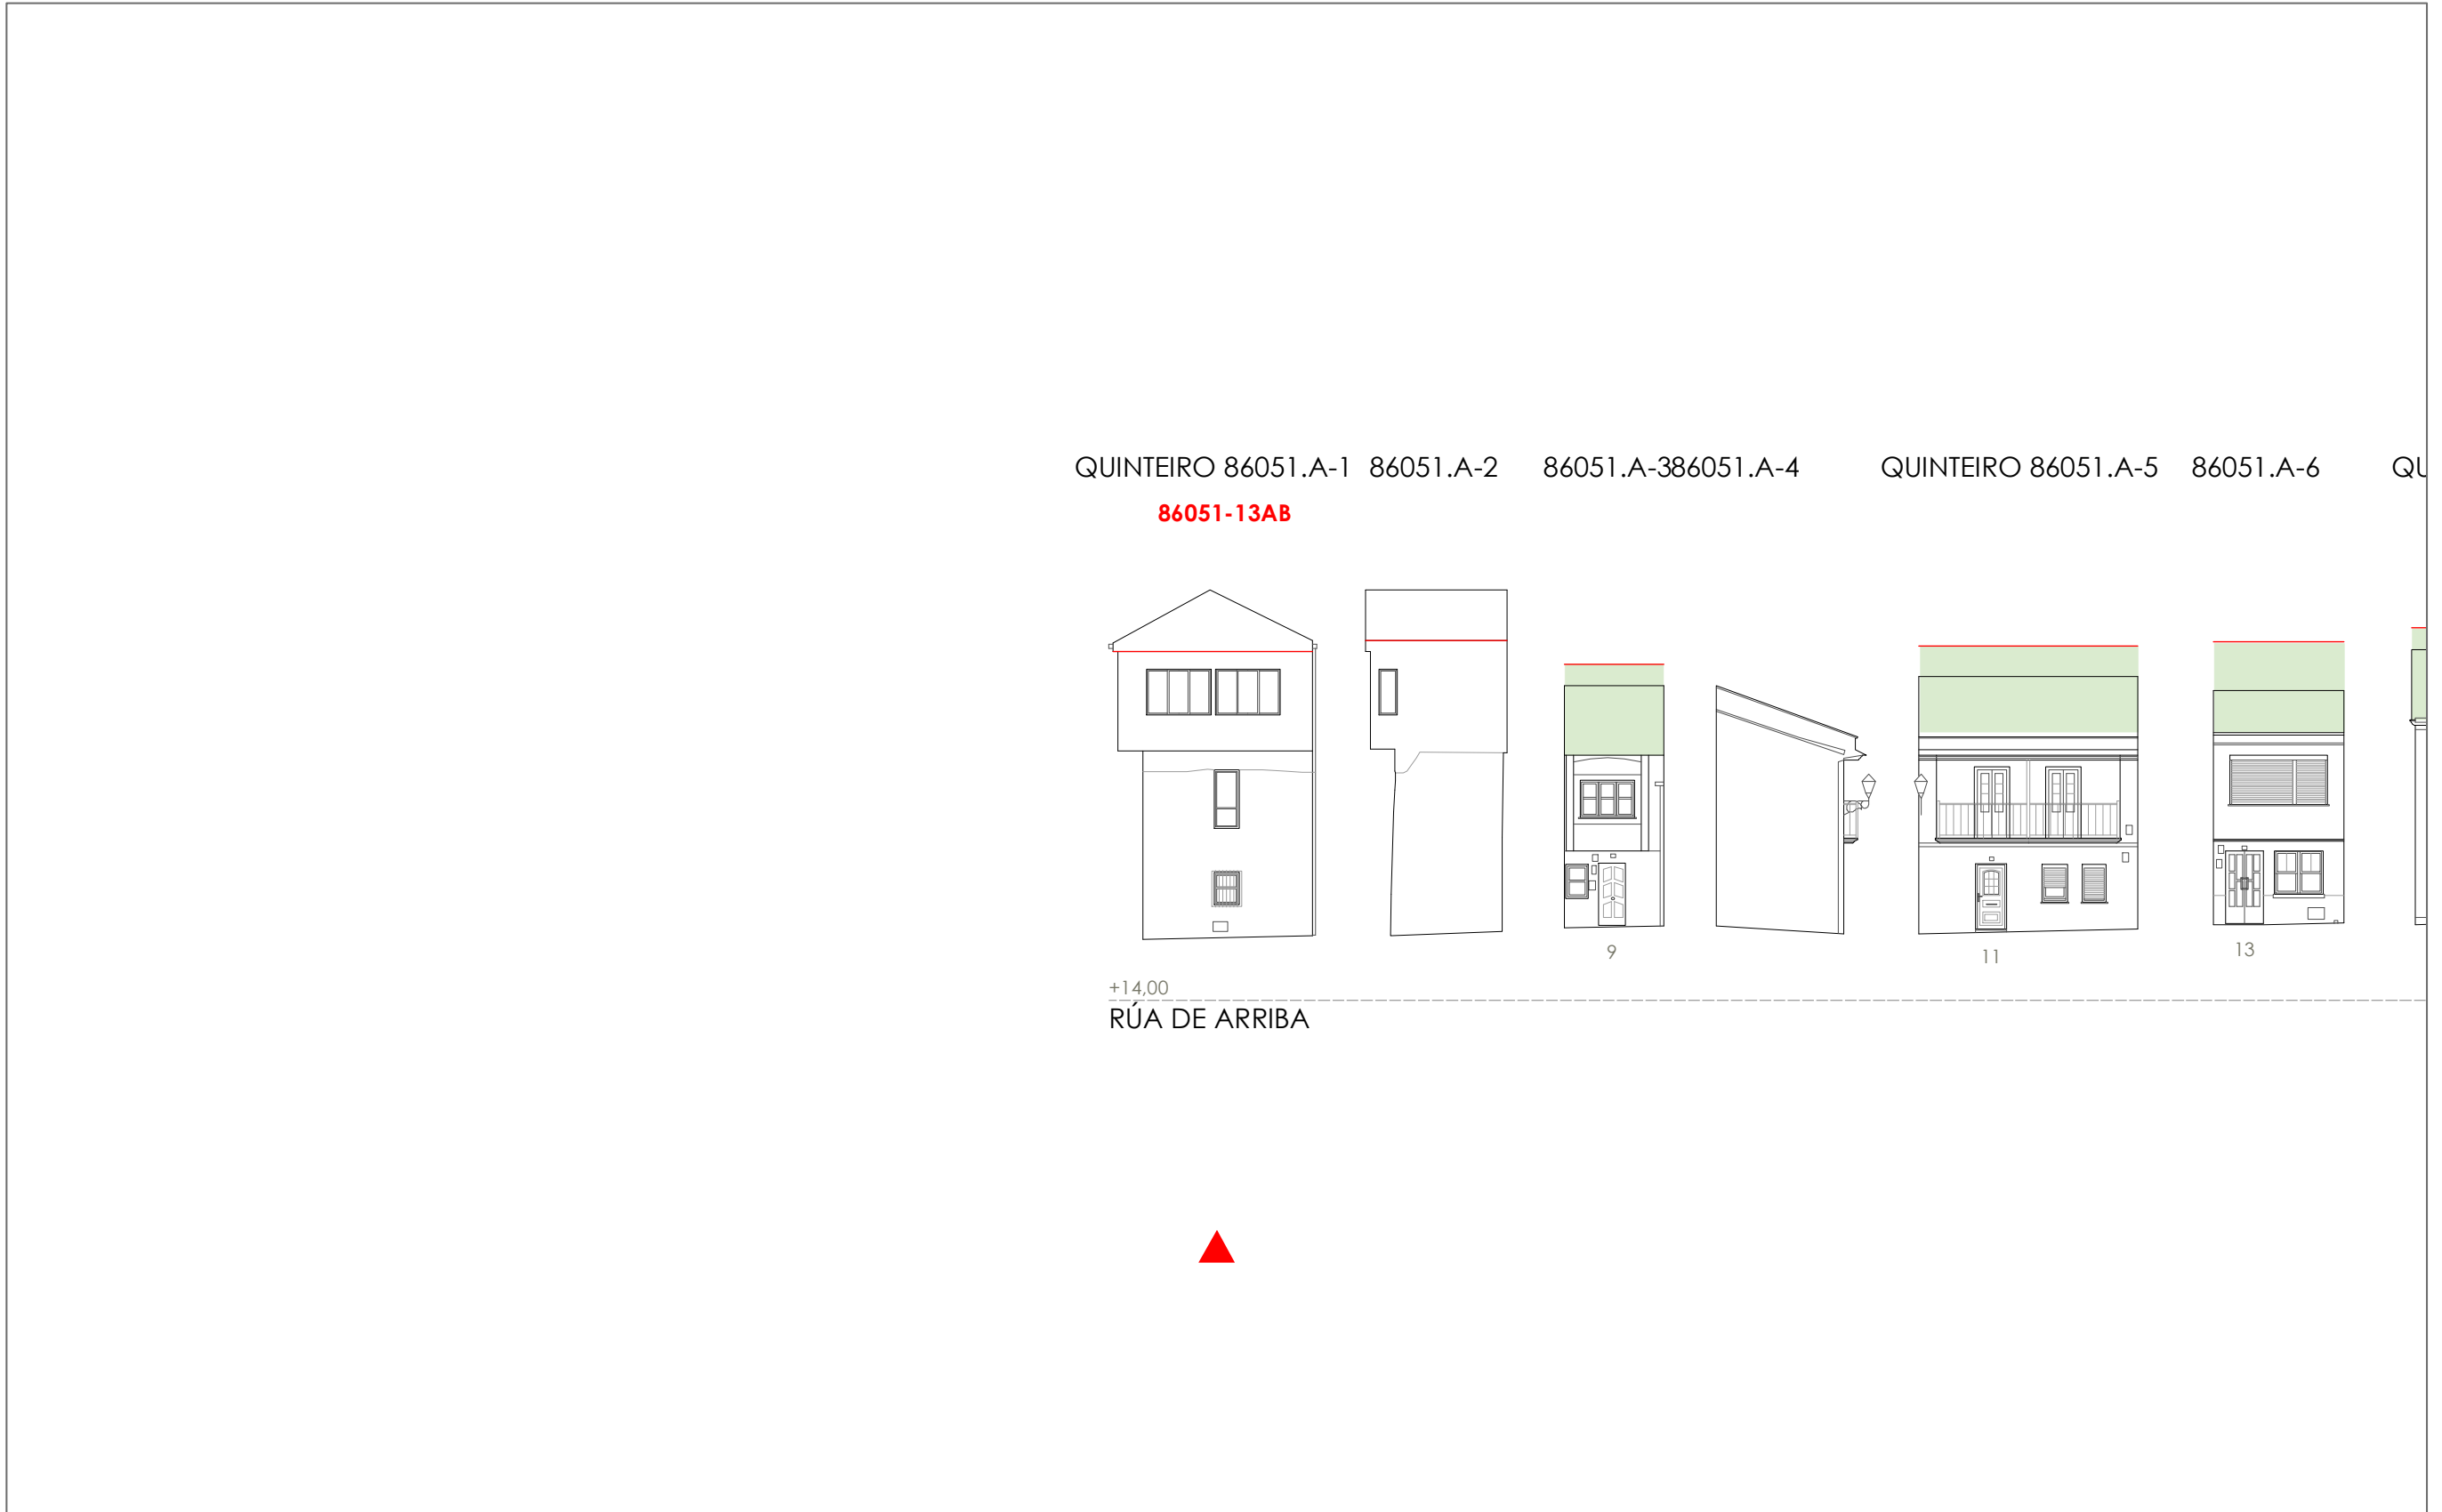 QUINTEIRO 86051.A-1 86051.A-2 86051.A-386051.A-4 QUINTEIRO 86051.A-5 86051.A-6 QU
86051-13AB
9 11 13
+14,00
RÚA DE ARRIBA